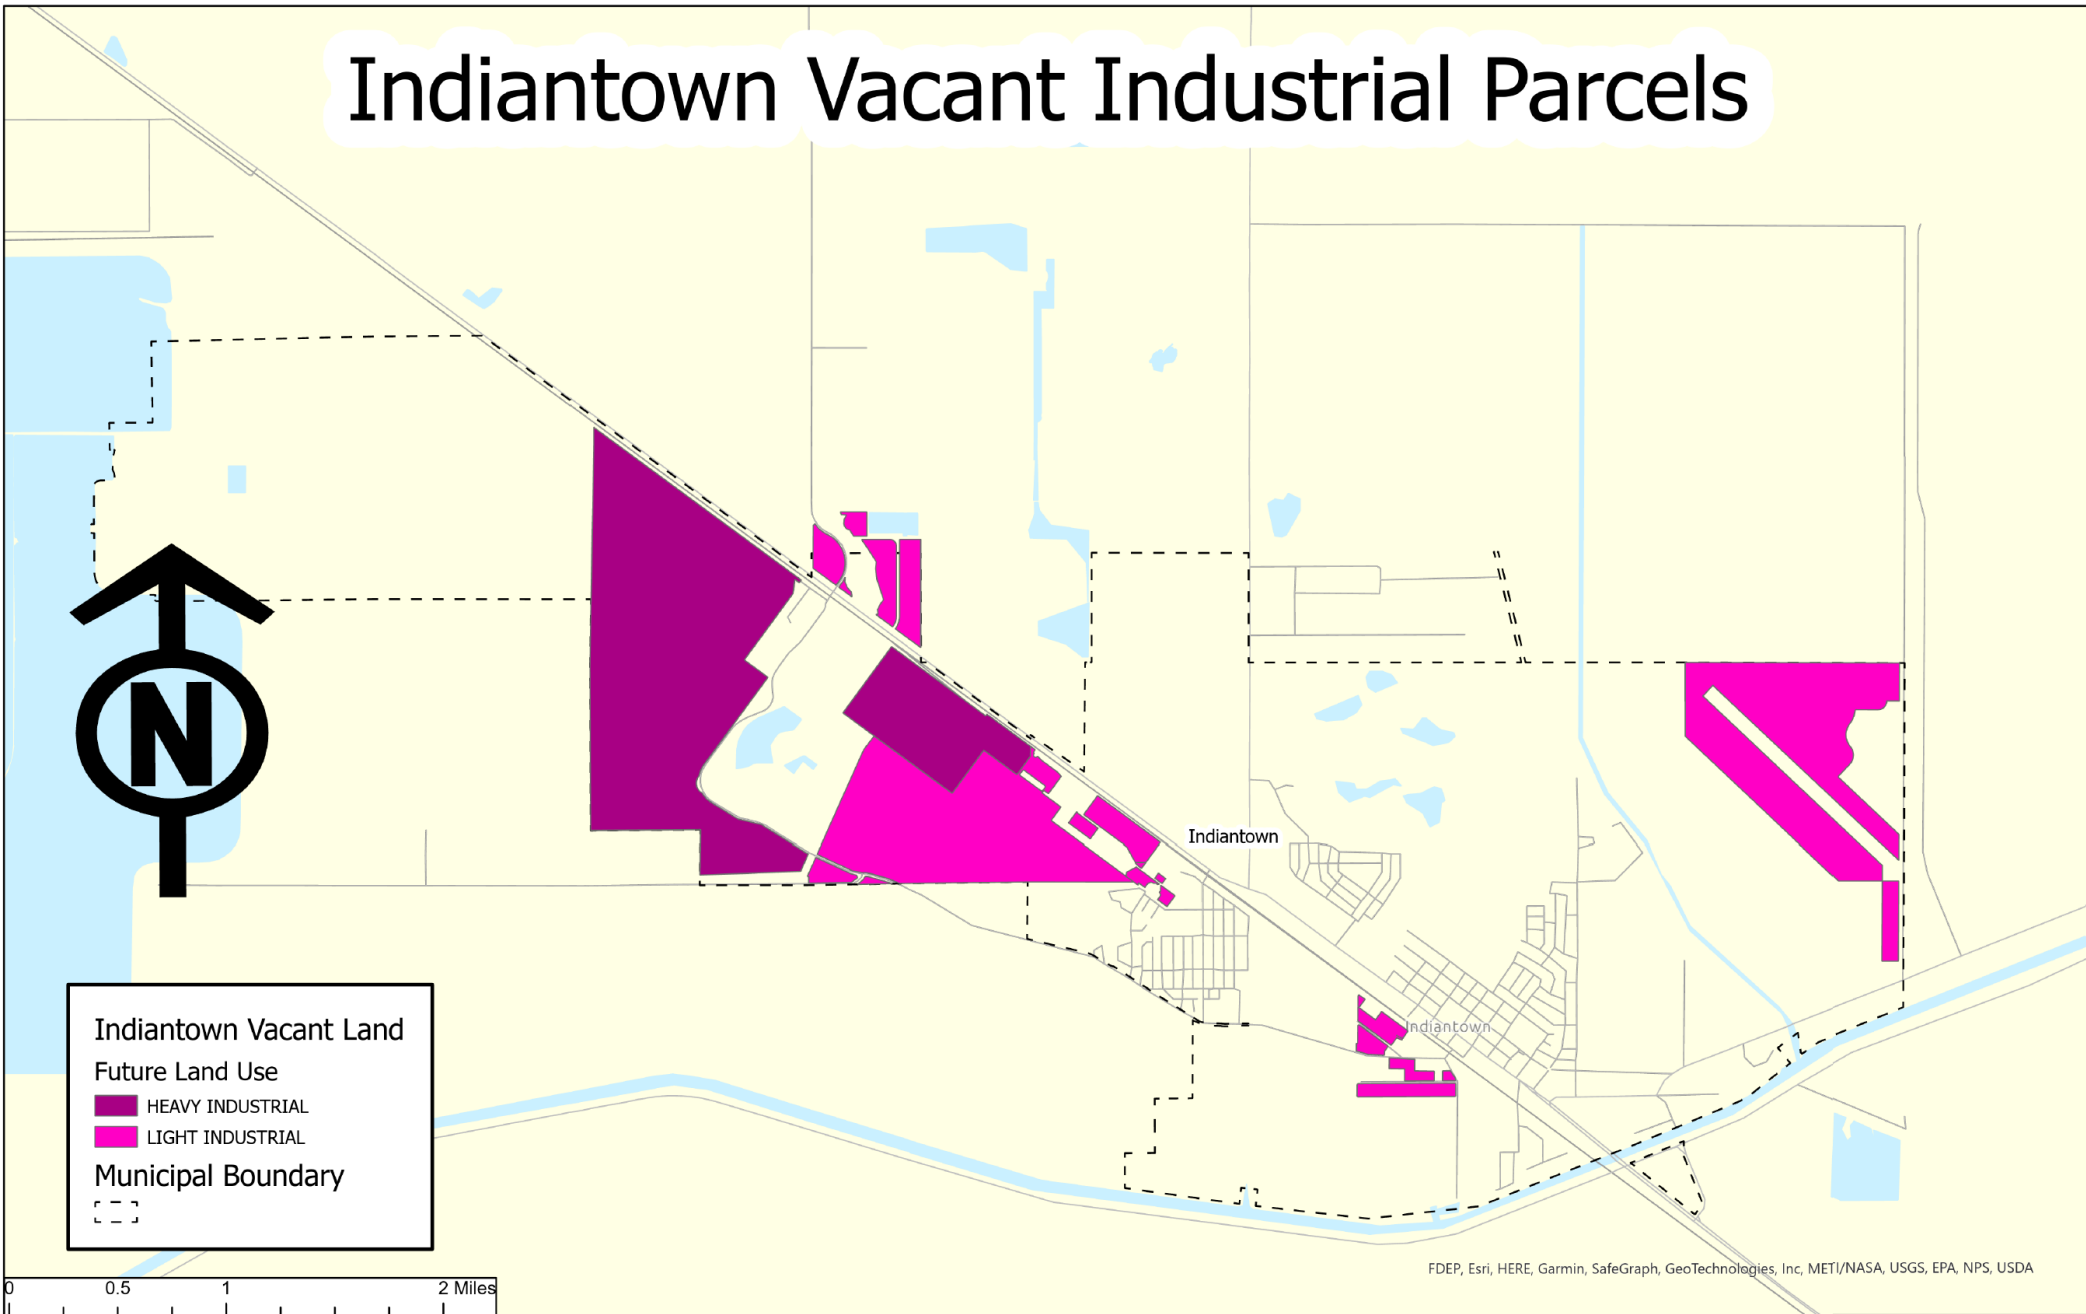 Indiantown Vacant Industrial Parcels
N
Indiantown
Indiantown
Indiantown Vacant Land
Future Land Use
HEAVY INDUSTRIAL
LIGHT INDUSTRIAL
Municipal Boundary
FDEP, Esri, HERE, Garmin, SafeGraph, GeoTechnologies, Inc, METI/NASA, USGS, EPA, NPS, USDA
0 0.5 1 2 Miles